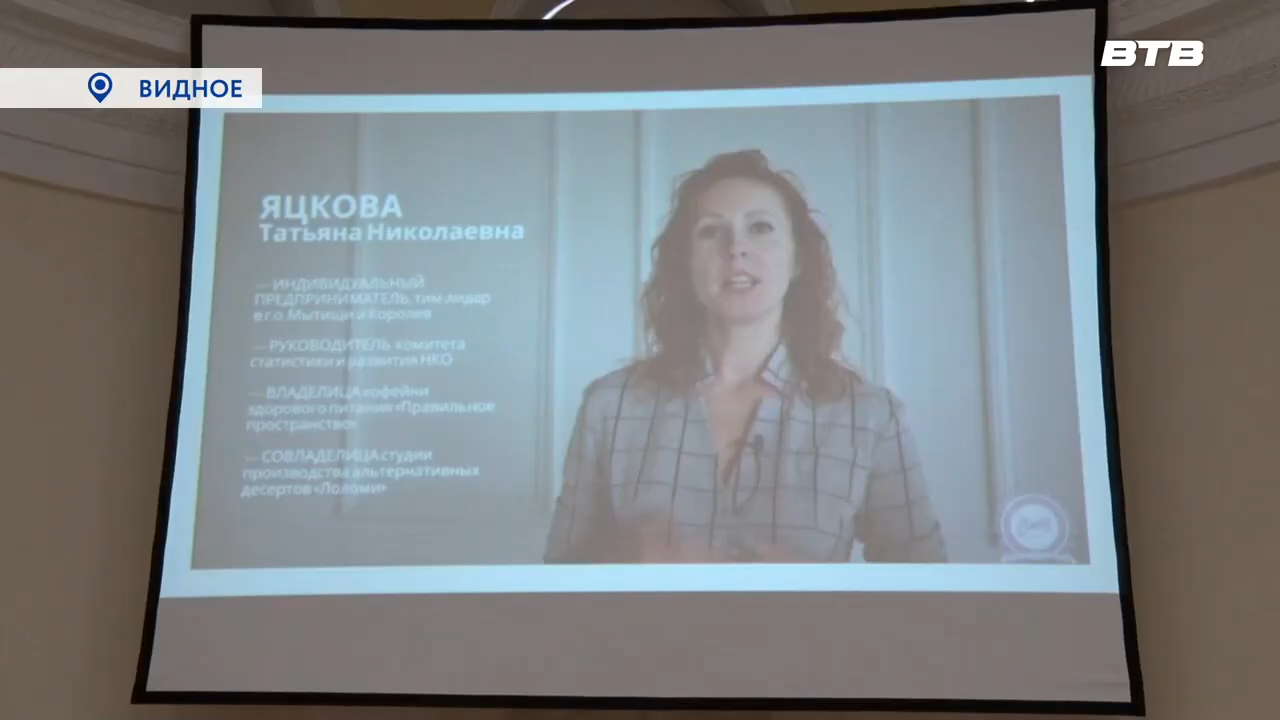 ВИДНОЕ
ВТВ
ЯЦКОВА
Татьяна Николаевна
— ИНДИВИДУАЛЬНЫЙ
ПРЕДПРИНИМАТЕЛЬ, тим-лидер
в г.о. Мытищи и Королев
— РУКОВОДИТЕЛЬ комитета
статистики и развития НКО
— ВЛАДЕЛИЦА кофейни
здорового питания «Правильное
пространство»
— СОВЛАДЕЛИЦА студии
производства альтернативных
десертов «Лоломи»